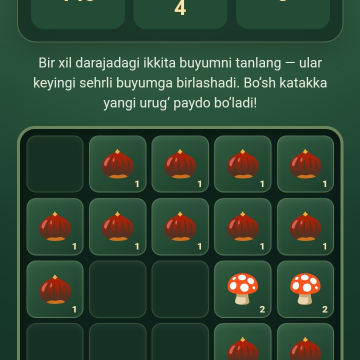 4
Bir xil darajadagi ikkita buyumni tanlang — ular
keyingi sehrli buyumga birlashadi. Bo‘sh katakka
yangi urug‘ paydo bo‘ladi!
1 1 1 1
1 1 1 1 1
1 2 2